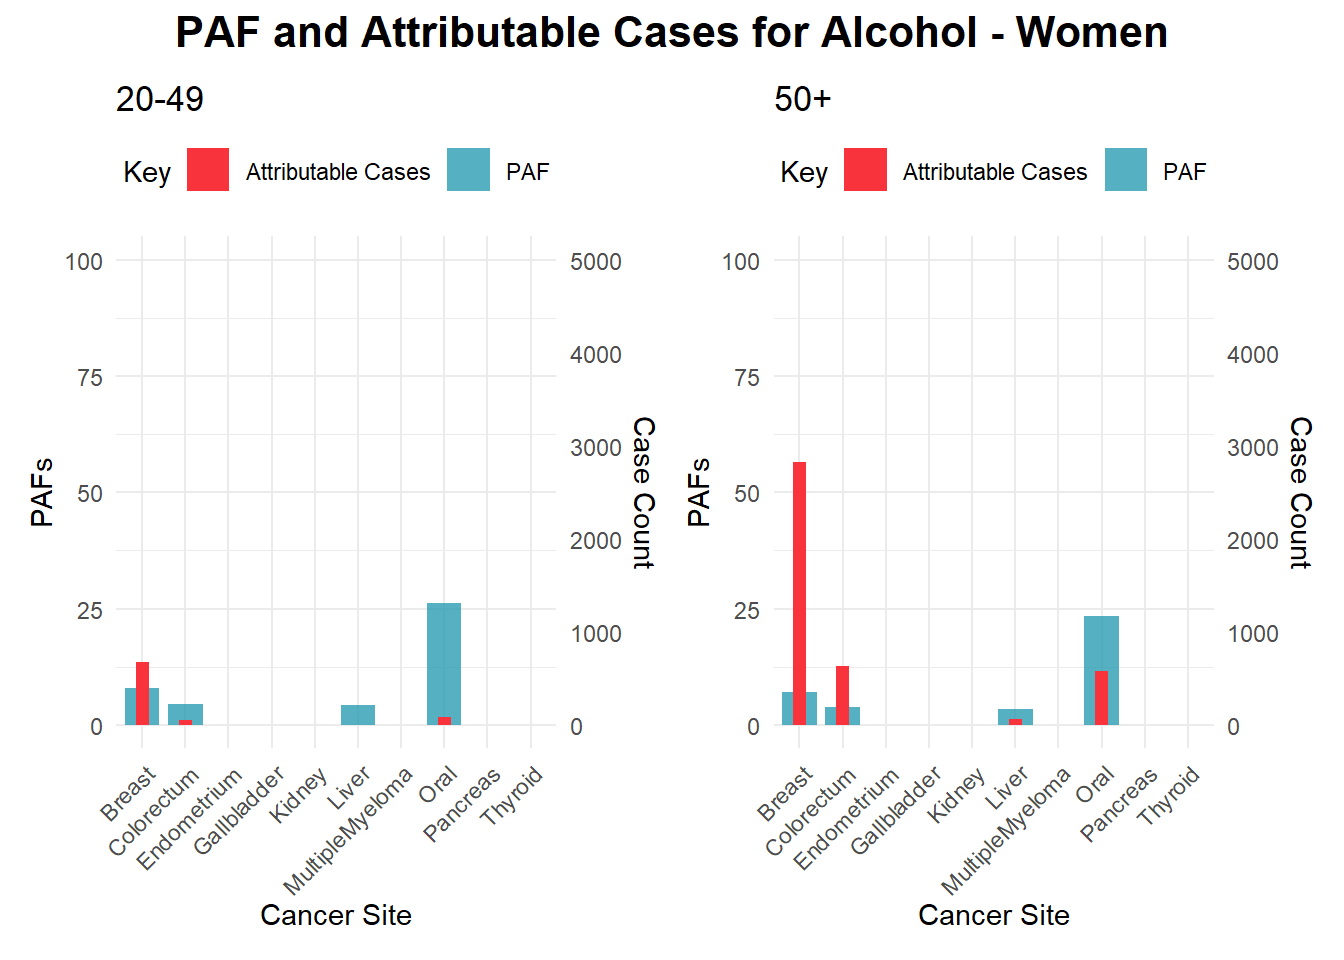 PAF and Attributable Cases for Alcohol - Women
20-49
Key Attributable Cases PAF
100
75
50
25
0
PAFs
5000
4000
3000
2000
1000
0
Case Count
Breast
Colorectum
Endometrium
Gallbladder
Kidney
Liver
MultipleMyeloma
Oral
Pancreas
Thyroid
Cancer Site
50+
Key Attributable Cases PAF
100
75
50
25
0
PAFs
5000
4000
3000
2000
1000
0
Case Count
Breast
Colorectum
Endometrium
Gallbladder
Kidney
Liver
MultipleMyeloma
Oral
Pancreas
Thyroid
Cancer Site